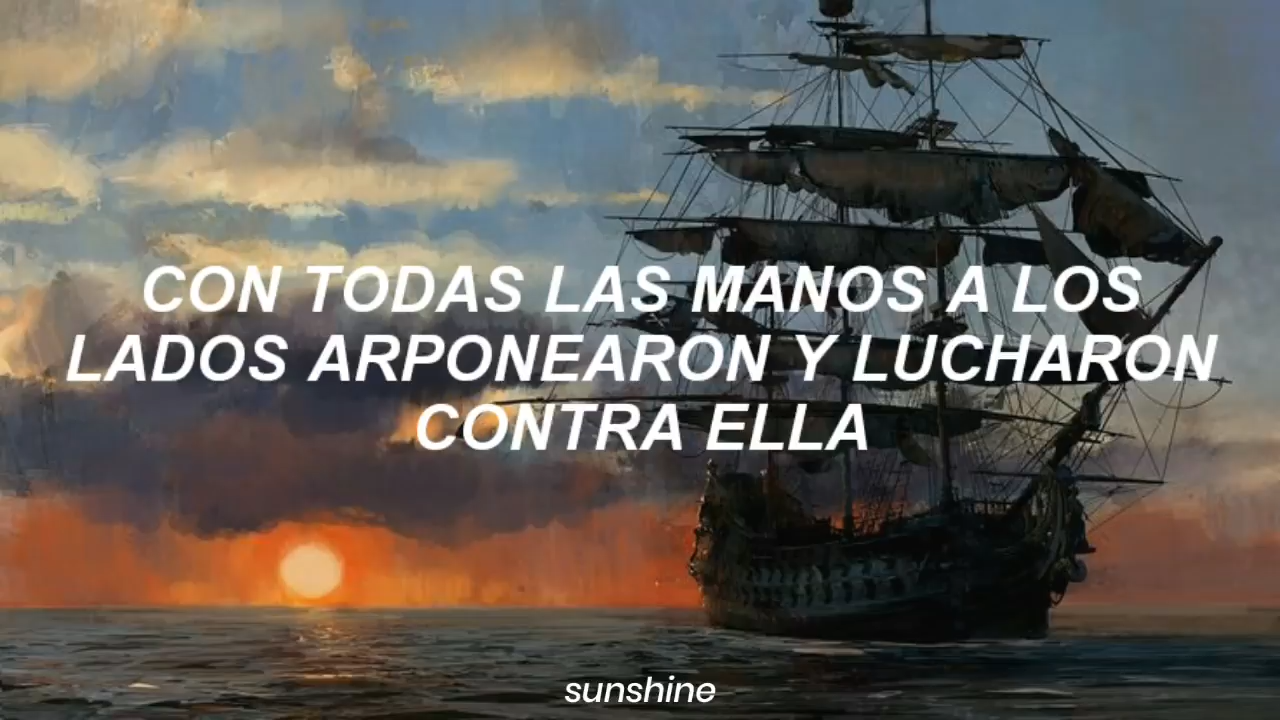 CON TODAS LAS MANOS A LOS
LADOS ARPONEARON Y LUCHARON
CONTRA ELLA
sunshine